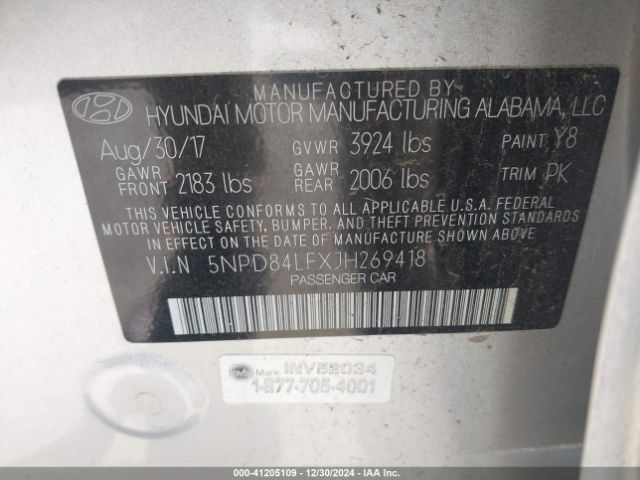 MANUFACTURED BY
HYUNDAI MOTOR MANUFACTURING ALABAMA, LLC
Aug/30/17 GVWR 3924 lbs PAINT Y8
GAWR FRONT 2183 lbs GAWR REAR 2006 lbs TRIM PK
THIS VEHICLE CONFORMS TO ALL APPLICABLE U.S.A. FEDERAL
MOTOR VEHICLE SAFETY, BUMPER, AND THEFT PREVENTION STANDARDS
IN EFFECT ON THE DATE OF MANUFACTURE SHOWN ABOVE.
V.I.N 5NPD84LFXJH269418
PASSENGER CAR
Mark INV52034
1-877-705-4001
000-41205109 - 12/30/2024 - IAAI.com